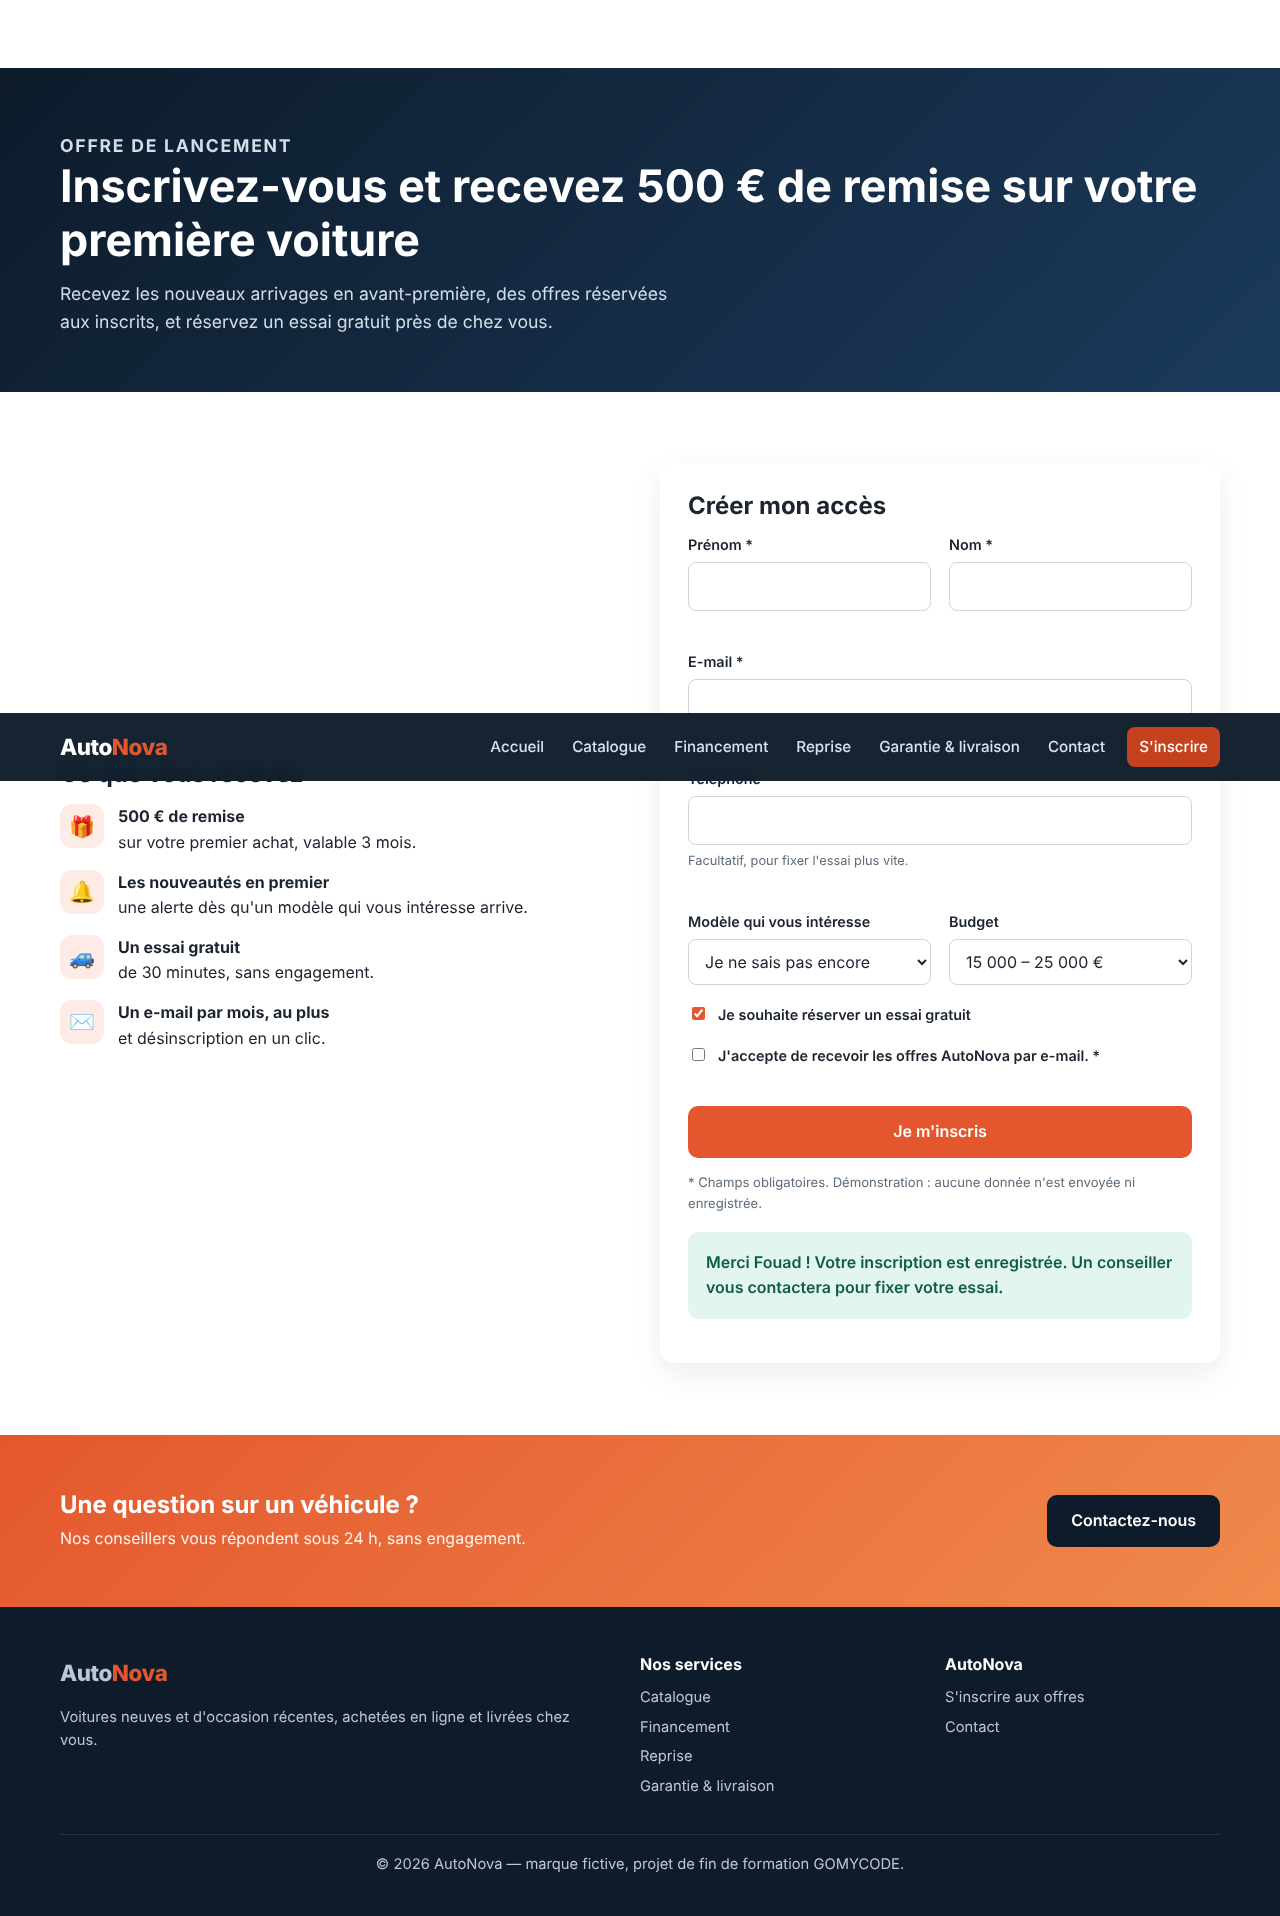 OFFRE DE LANCEMENT
Inscrivez-vous et recevez 500 € de remise sur votre
première voiture
Recevez les nouveaux arrivages en avant-première, des offres réservées
aux inscrits, et réservez un essai gratuit près de chez vous.
Créer mon accès
Prénom *
Nom *
E-mail *
AutoNova
Accueil
Catalogue
Financement
Reprise
Garantie & livraison
Contact
S'inscrire
500 € de remise
sur votre premier achat, valable 3 mois.
Les nouveautés en premier
une alerte dès qu'un modèle qui vous intéresse arrive.
Un essai gratuit
de 30 minutes, sans engagement.
Un e-mail par mois, au plus
et désinscription en un clic.
Facultatif, pour fixer l'essai plus vite.
Modèle qui vous intéresse
Budget
Je ne sais pas encore
15 000 – 25 000 €
Je souhaite réserver un essai gratuit
J'accepte de recevoir les offres AutoNova par e-mail. *
Je m'inscris
* Champs obligatoires. Démonstration : aucune donnée n'est envoyée ni
enregistrée.
Merci Fouad ! Votre inscription est enregistrée. Un conseiller
vous contactera pour fixer votre essai.
Une question sur un véhicule ?
Nos conseillers vous répondent sous 24 h, sans engagement.
Contactez-nous
AutoNova
Voitures neuves et d'occasion récentes, achetées en ligne et livrées chez
vous.
Nos services
Catalogue
Financement
Reprise
Garantie & livraison
AutoNova
S'inscrire aux offres
Contact
© 2026 AutoNova — marque fictive, projet de fin de formation GOMYCODE.